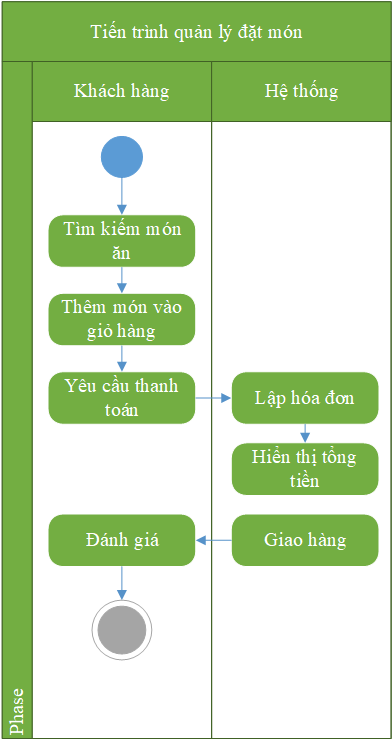 Tiến trình quản lý đặt món
Khách hàng
Hệ thống
Tìm kiếm món
ăn
Thêm món vào
giỏ hàng
Yêu cầu thanh
toán
Lập hóa đơn
Hiển thị tổng
tiền
Đánh giá
Giao hàng
Phase